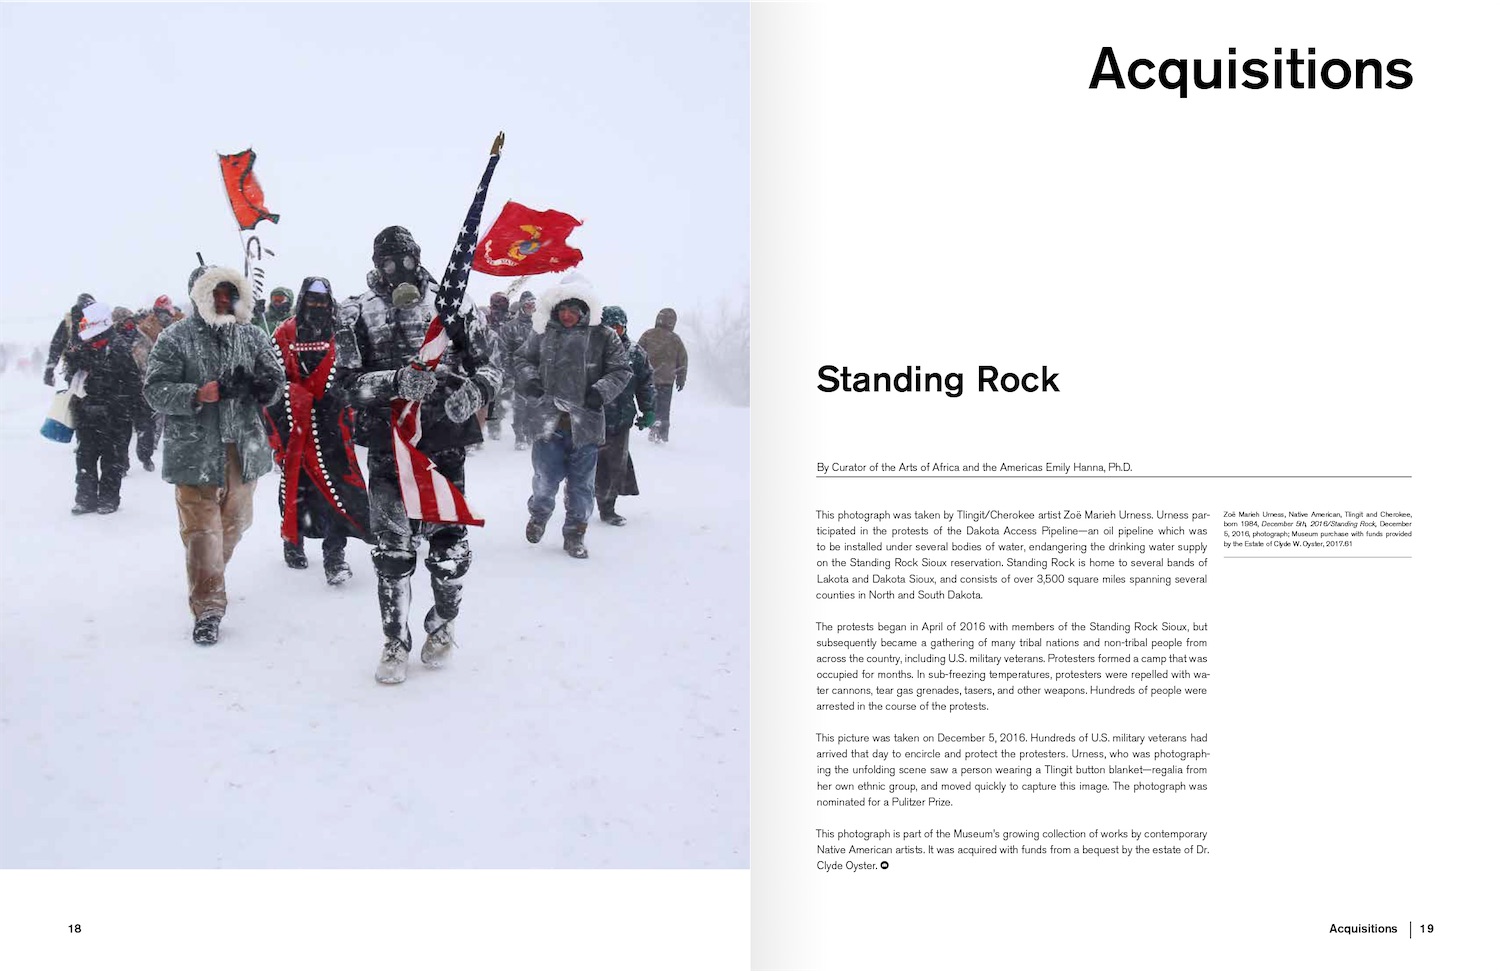 Acquisitions
Standing Rock
By Curator of the Arts of Africa and the Americas Emily Hanna, Ph.D.
This photograph was taken by Tlingit/Cherokee artist Zoë Marieh Urness. Urness par-
ticipated in the protests of the Dakota Access Pipeline—an oil pipeline which was
to be installed under several bodies of water, endangering the drinking water supply
on the Standing Rock Sioux reservation. Standing Rock is home to several bands of
Lakota and Dakota Sioux, and consists of over 3,500 square miles spanning several
counties in North and South Dakota.
The protests began in April of 2016 with members of the Standing Rock Sioux, but
subsequently became a gathering of many tribal nations and non-tribal people from
across the country, including U.S. military veterans. Protesters formed a camp that was
occupied for months. In sub-freezing temperatures, protesters were repelled with wa-
ter cannons, tear gas grenades, tasers, and other weapons. Hundreds of people were
arrested in the course of the protests.
This picture was taken on December 5, 2016. Hundreds of U.S. military veterans had
arrived that day to encircle and protect the protesters. Urness, who was photograph-
ing the unfolding scene saw a person wearing a Tlingit button blanket—regalia from
her own ethnic group, and moved quickly to capture this image. The photograph was
nominated for a Pulitzer Prize.
This photograph is part of the Museum's growing collection of works by contemporary
Native American artists. It was acquired with funds from a bequest by the estate of Dr.
Clyde Oyster.
Zoë Marieh Urness, Native American, Tlingit and Cherokee,
born 1984, December 5th, 2016/Standing Rock, December
5, 2016, photograph; Museum purchase with funds provided
by the Estate of Clyde W. Oyster, 2017.61
18
Acquisitions | 19